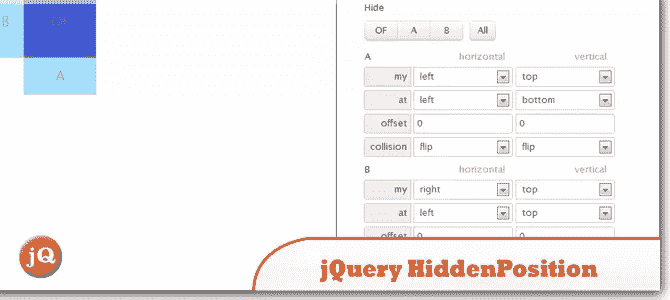 B OF
A
Hide
OF A B All
A horizontal vertical
my left top
at left bottom
offset 0 0
collision flip flip
B horizontal vertical
my right top
at left top
offset 0 0
jQ
jQuery HiddenPosition